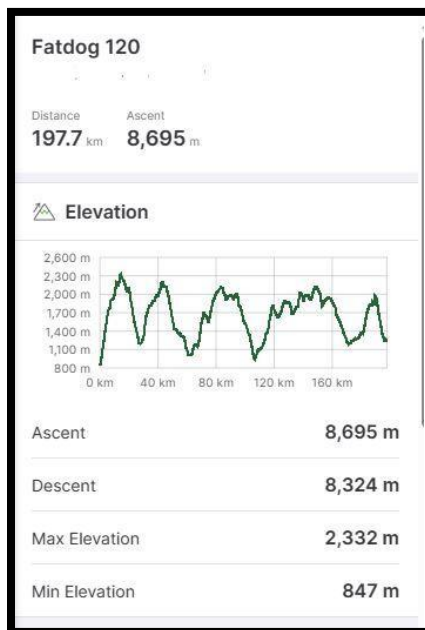 Fatdog 120
Distance Ascent
197.7 km 8,695 m
Elevation
2,600 m
2,300 m
2,000 m
1,700 m
1,400 m
1,100 m
800 m
0 km 40 km 80 km 120 km 160 km
Ascent 8,695 m
Descent 8,324 m
Max Elevation 2,332 m
Min Elevation 847 m